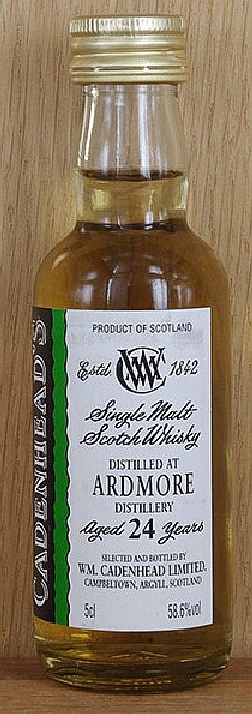 CADENHEAD'S
PRODUCT OF SCOTLAND
Estd WMC 1842
Single Malt
Scotch Whisky
DISTILLED AT
ARDMORE
DISTILLERY
Aged 24 Years
SELECTED AND BOTTLED BY
WM. CADENHEAD LIMITED.
CAMPBELTOWN, ARGYLL, SCOTLAND
5cl 58.6%vol